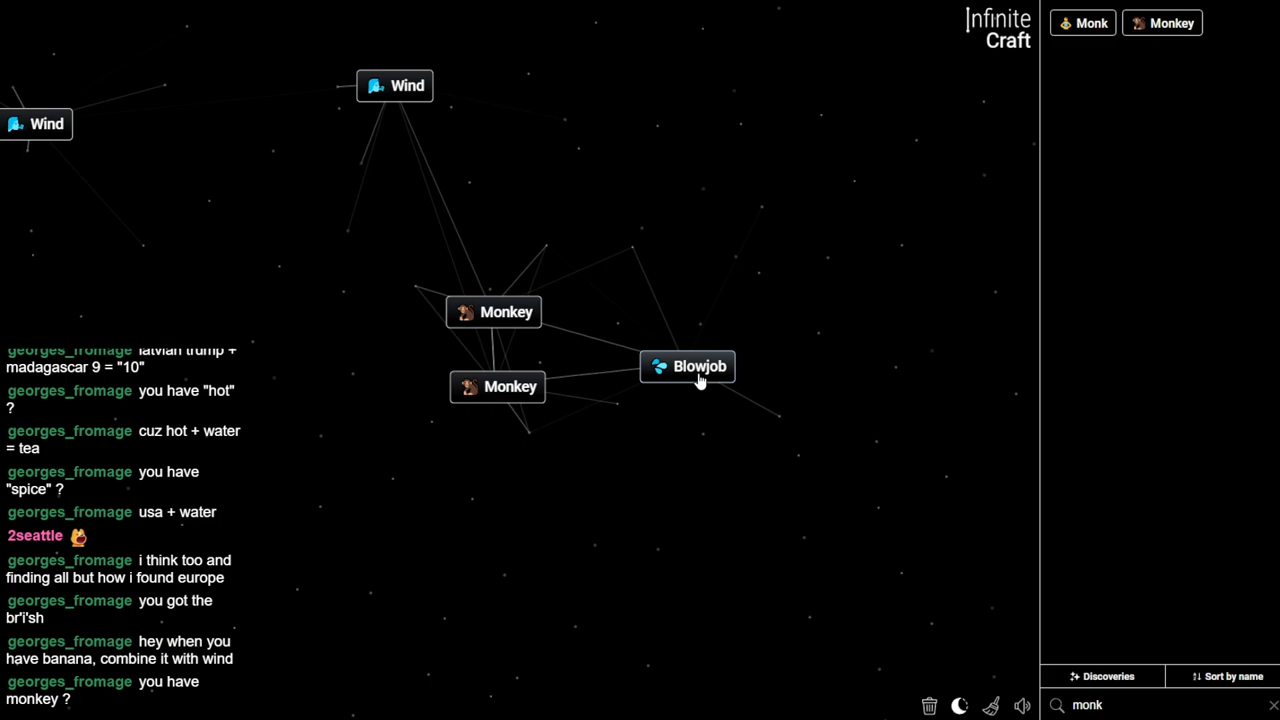 Infinite
Craft
Monk
Monkey
Wind
Wind
Monkey
Monkey
Blowjob
georges_fromage latvian trump +
madagascar 9 = "10"
georges_fromage you have "hot"
?
georges_fromage cuz hot + water
= tea
georges_fromage you have
"spice" ?
georges_fromage usa + water
2seattle
georges_fromage i think too and
finding all but how i found europe
georges_fromage you got the
br'i'sh
georges_fromage hey when you
have banana, combine it with wind
georges_fromage you have
monkey ?
Discoveries
Sort by name
monk